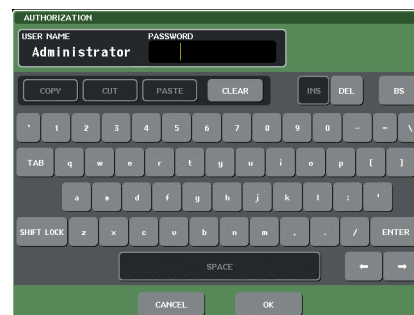 AUTHORIZATION
USER NAME PASSWORD
Administrator
COPY CUT PASTE CLEAR INS DEL BS
` 1 2 3 4 5 6 7 8 9 0 - = \
TAB q w e r t y u i o p [ ]
a s d f g h j k l ; '
SHIFT LOCK z x c v b n m , . / ENTER
SPACE ← →
CANCEL OK